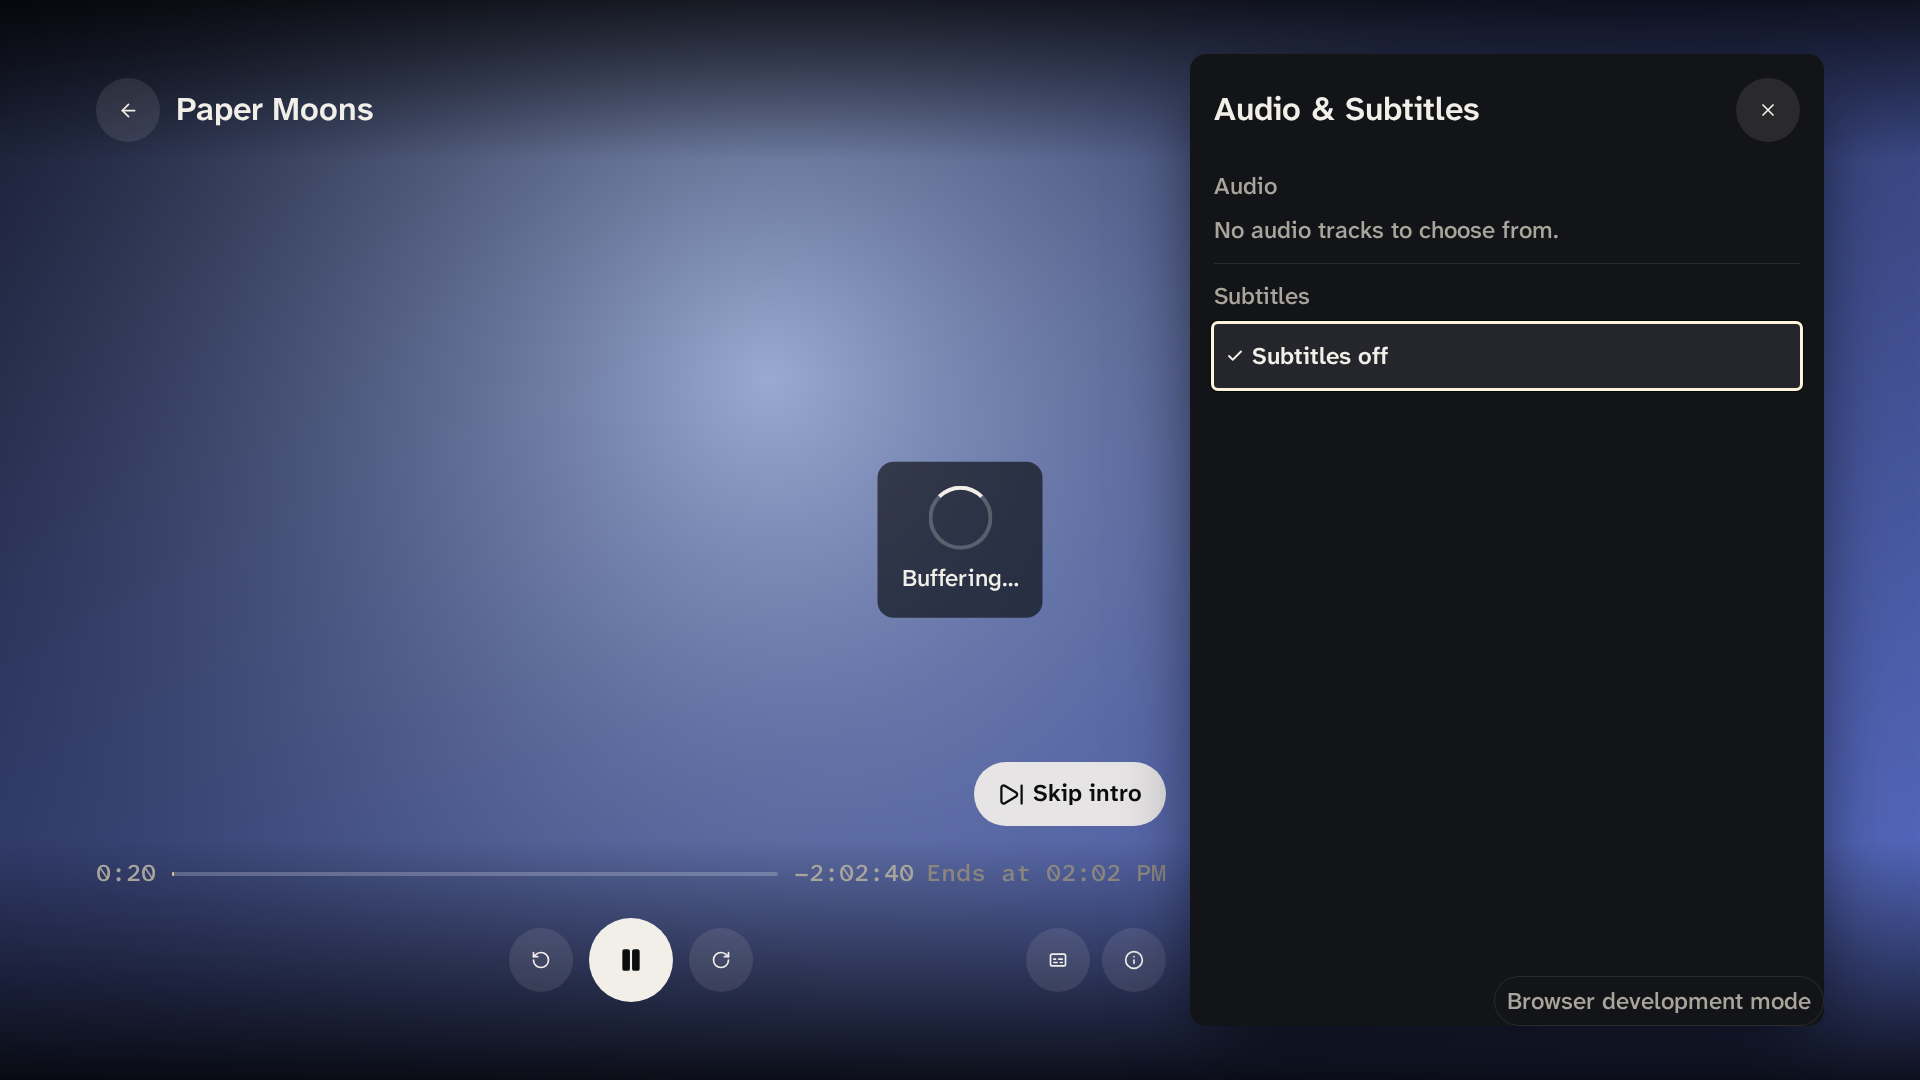 Paper Moons
Audio & Subtitles
Audio
No audio tracks to choose from.
Subtitles
Subtitles off
Buffering...
Skip intro
0:20
−2:02:40 Ends at 02:02 PM
Browser development mode